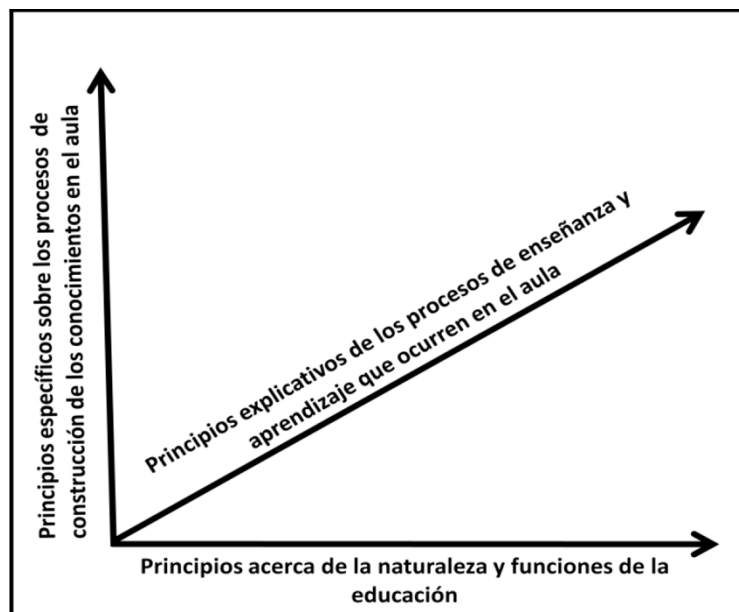 Principios específicos sobre los procesos de
construcción de los conocimientos en el aula
Principios explicativos de los procesos de enseñanza y
aprendizaje que ocurren en el aula
Principios acerca de la naturaleza y funciones de la
educación